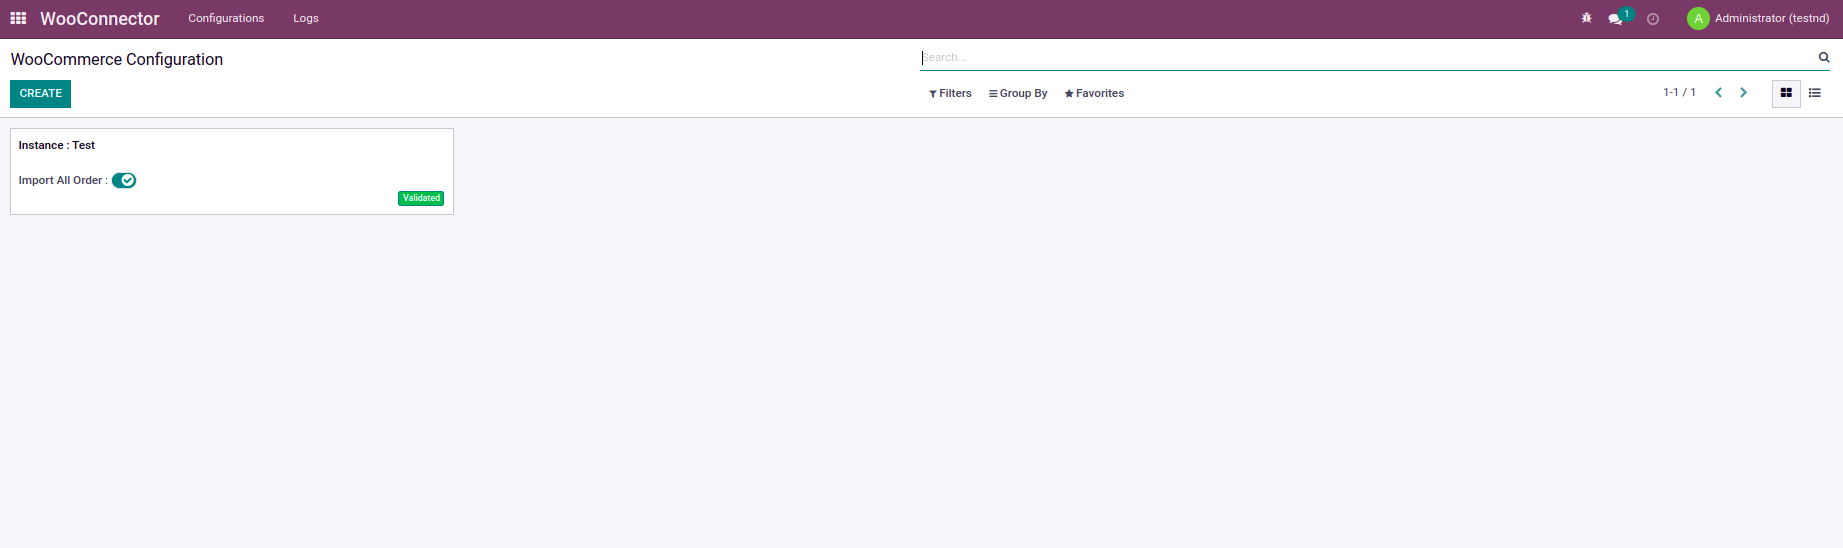 WooConnector Configurations Logs 1 A Administrator (testnd)
WooCommerce Configuration Search...
CREATE Filters Group By Favorites 1-1 / 1
Instance : Test
Import All Order :
Validated